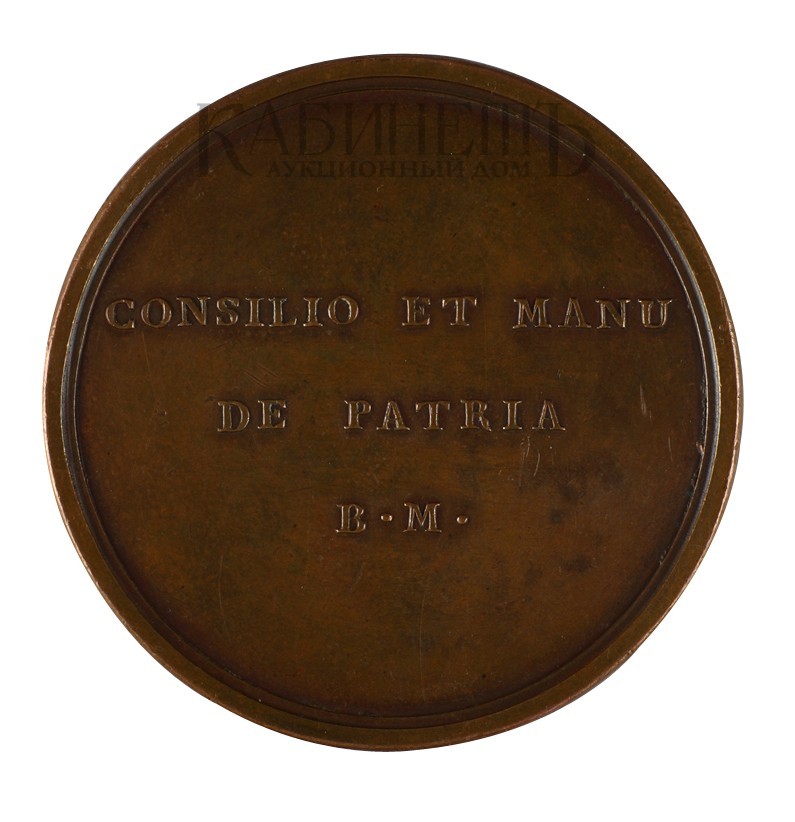 КАБИНЕТЪ
АУКЦИОННЫЙ ДОМ
CONSILIO ET MANU
DE PATRIA
B · M ·